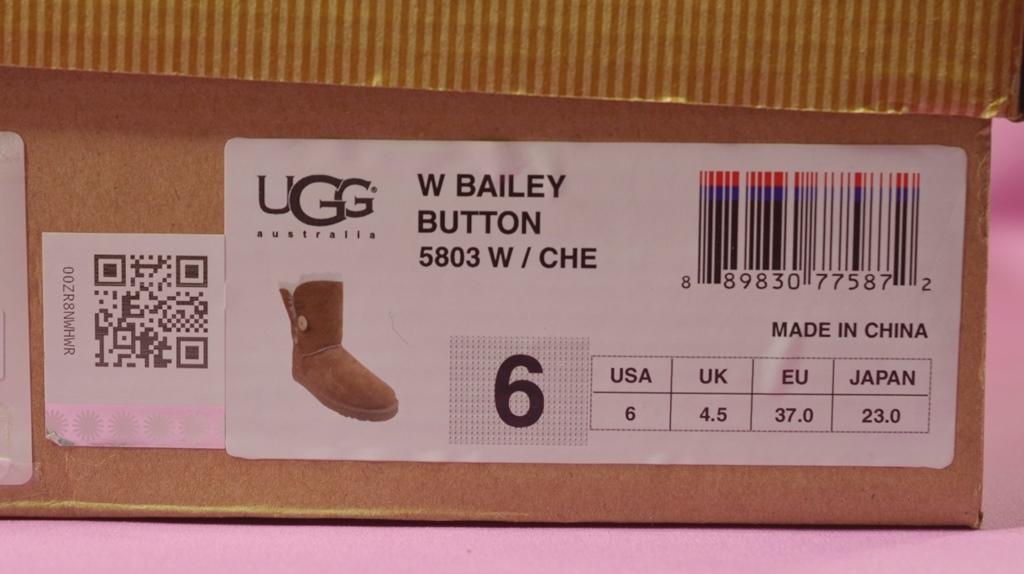 UGG®
australia
W BAILEY
BUTTON
5803 W / CHE
8 89830 77587 2
MADE IN CHINA
6
USA UK EU JAPAN
6 4.5 37.0 23.0
00ZR8NWHWR